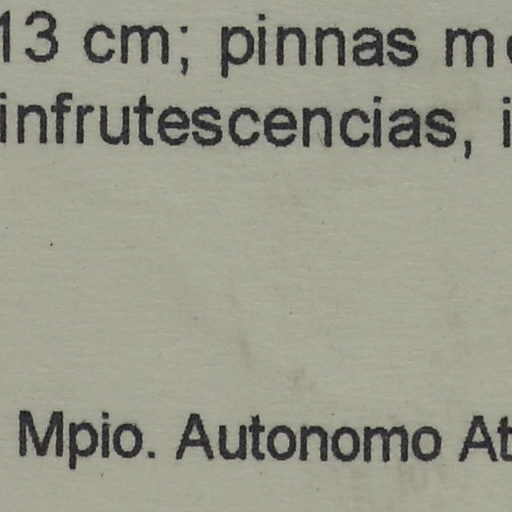 13 cm; pinnas
infrutescencias,
Mpio. Autonomo